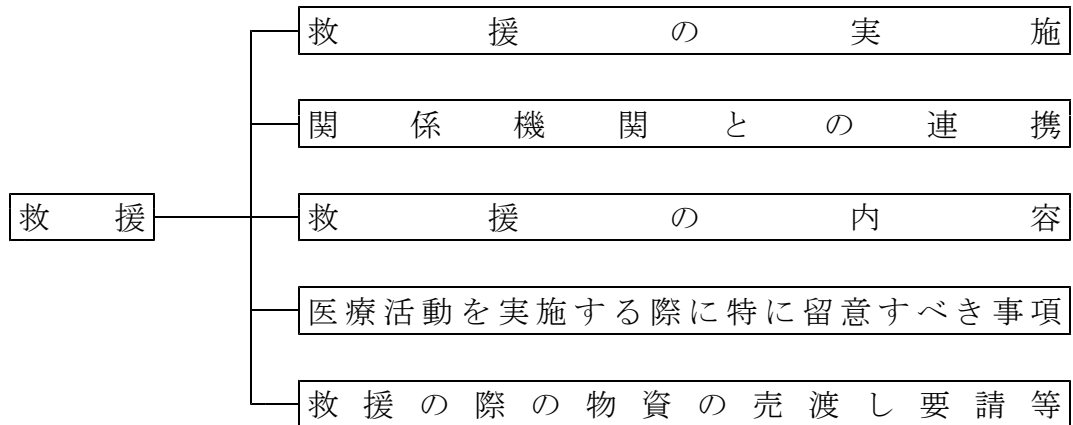 救援
救援の実施
関係機関との連携
救援の内容
医療活動を実施する際に特に留意すべき事項
救援の際の物資の売渡し要請等